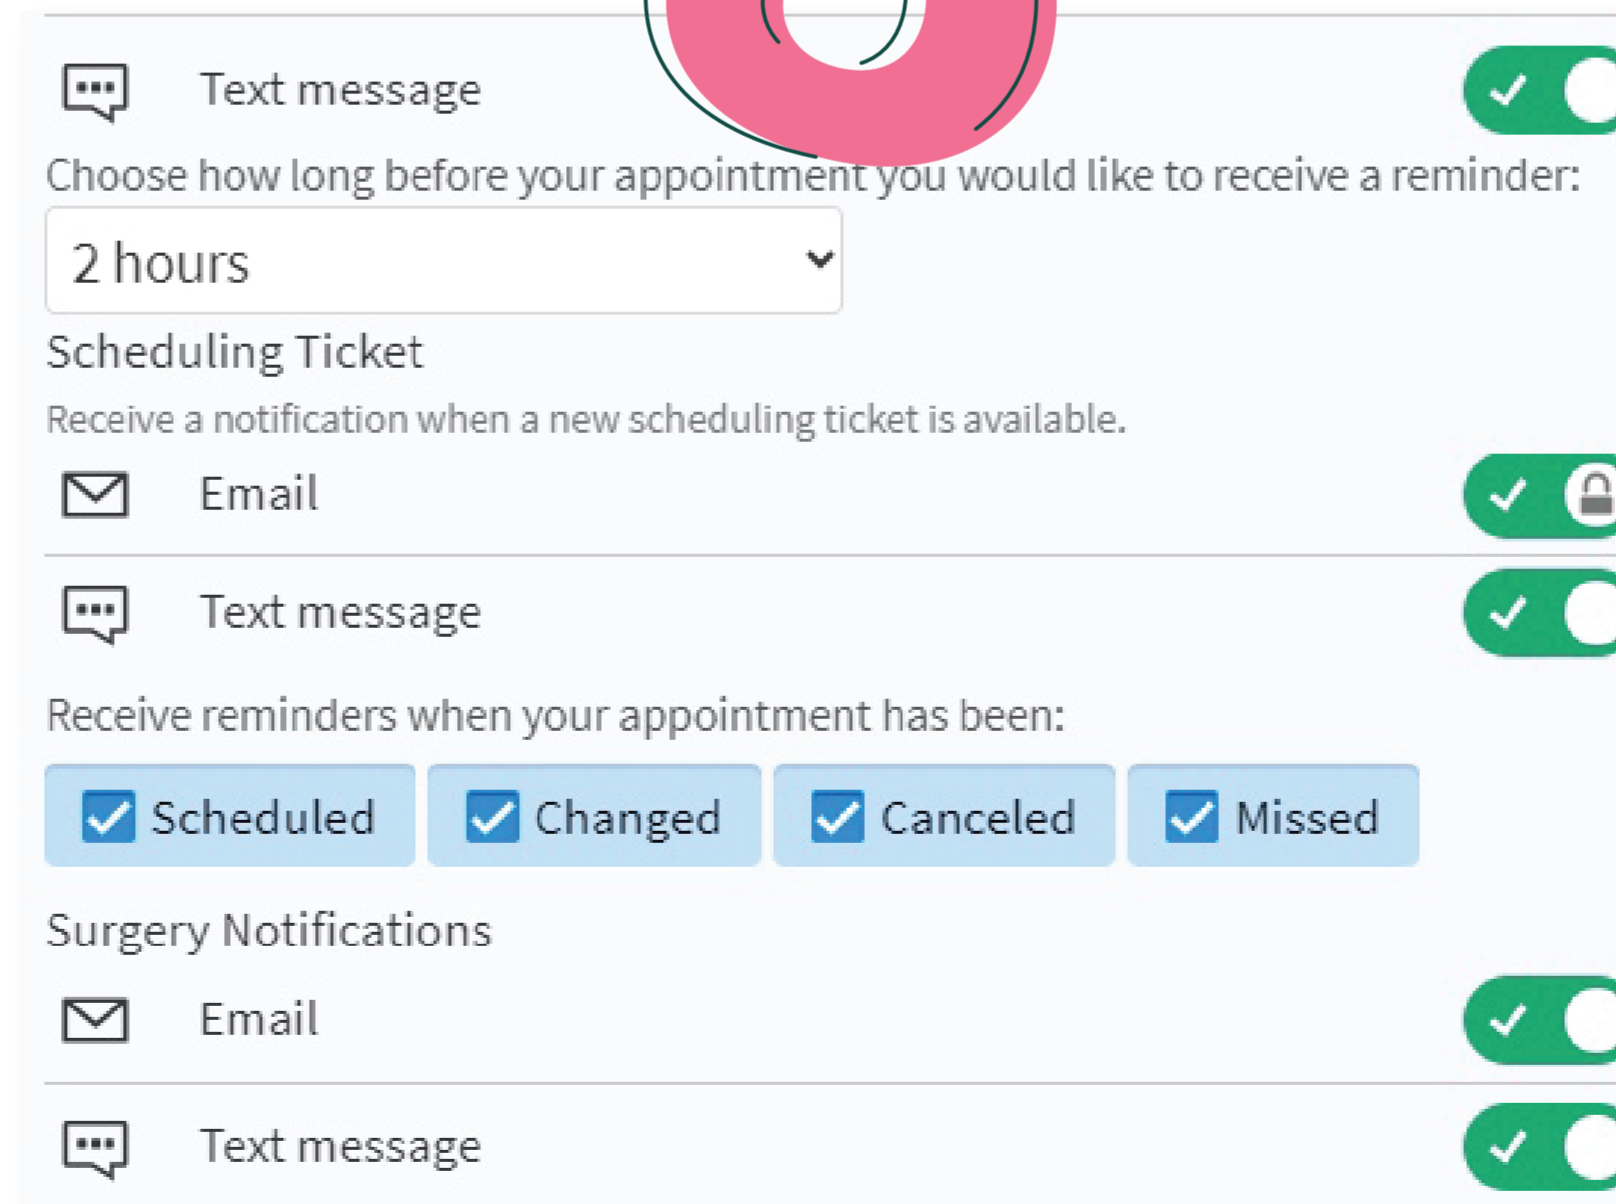 Text message
Choose how long before your appointment you would like to receive a reminder:
2 hours
Scheduling Ticket
Receive a notification when a new scheduling ticket is available.
Email
Text message
Receive reminders when your appointment has been:
Scheduled Changed Canceled Missed
Surgery Notifications
Email
Text message